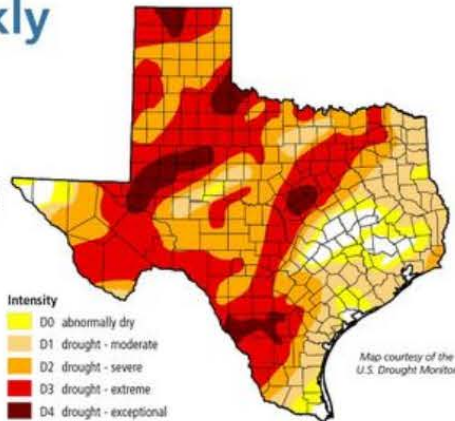 kly
Intensity
D0 abnormally dry
D1 drought - moderate
D2 drought - severe
D3 drought - extreme
D4 drought - exceptional
Map courtesy of the
U.S. Drought Monitor